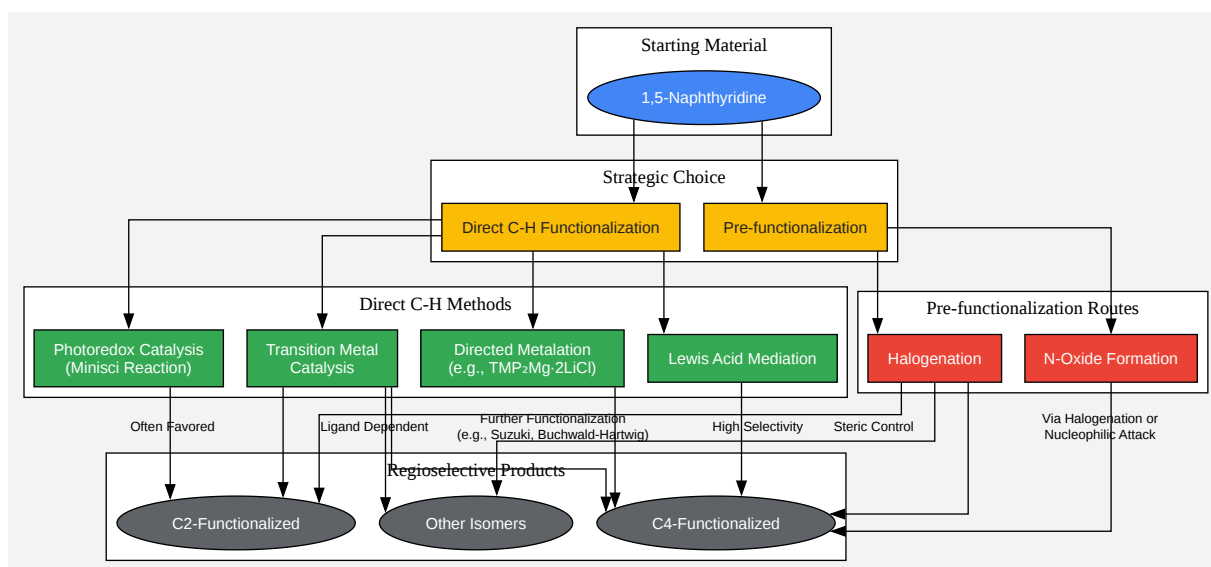 Starting Material
1,5-Naphthyridine
Strategic Choice
Direct C-H Functionalization
Pre-functionalization
Direct C-H Methods
Pre-functionalization Routes
Photoredox Catalysis
(Minisci Reaction)
Transition Metal
Catalysis
Directed Metalation
(e.g., TMP₂Mg·2LiCl)
Lewis Acid Mediation
Halogenation
N-Oxide Formation
Often Favored
Ligand Dependent
Further Functionalization
(e.g., Suzuki, Buchwald-Hartwig)
High Selectivity
Steric Control
Via Halogenation or
Nucleophilic Attack
Regioselective Products
C2-Functionalized
Other Isomers
C4-Functionalized